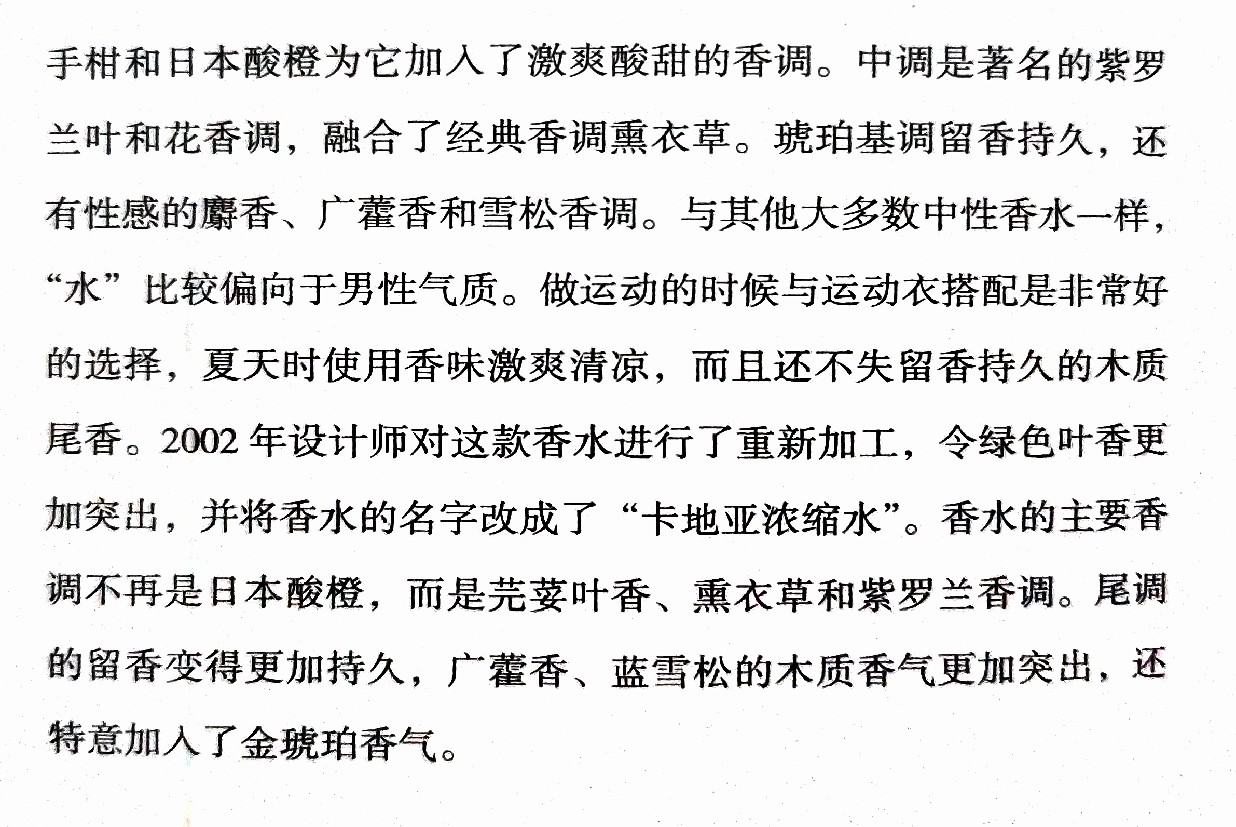 手柑和日本酸橙为它加入了激爽酸甜的香调。中调是著名的紫罗
兰叶和花香调，融合了经典香调熏衣草。琥珀基调留香持久，还
有性感的麝香、广藿香和雪松香调。与其他大多数中性香水一样，
“水”比较偏向于男性气质。做运动的时候与运动衣搭配是非常好
的选择，夏天时使用香味激爽清凉，而且还不失留香持久的木质
尾香。2002 年设计师对这款香水进行了重新加工，令绿色叶香更
加突出，并将香水的名字改成了“卡地亚浓缩水”。香水的主要香
调不再是日本酸橙，而是芫荽叶香、熏衣草和紫罗兰香调。尾调
的留香变得更加持久，广藿香、蓝雪松的木质香气更加突出，还
特意加入了金琥珀香气。